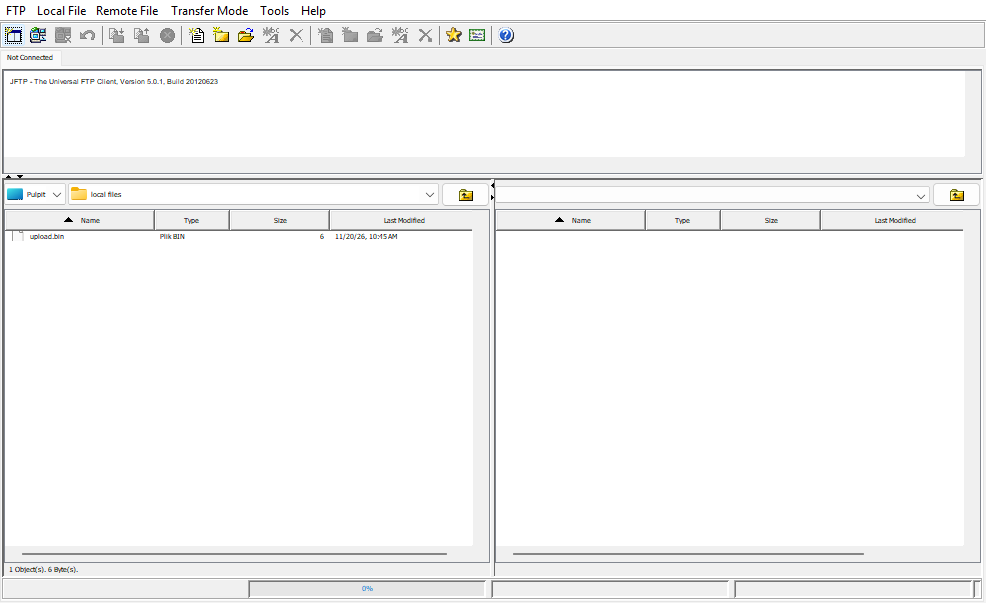 FTP Local File Remote File Transfer Mode Tools Help
Not Connected
JFTP - The Universal FTP Client, Version 5.0.1, Build 20120623
Pulpit local files
Name Type Size Last Modified Name Type Size Last Modified
upload.bin Plik BIN 6 11/20/26, 10:45 AM
1 Object(s). 6 Byte(s).
0%